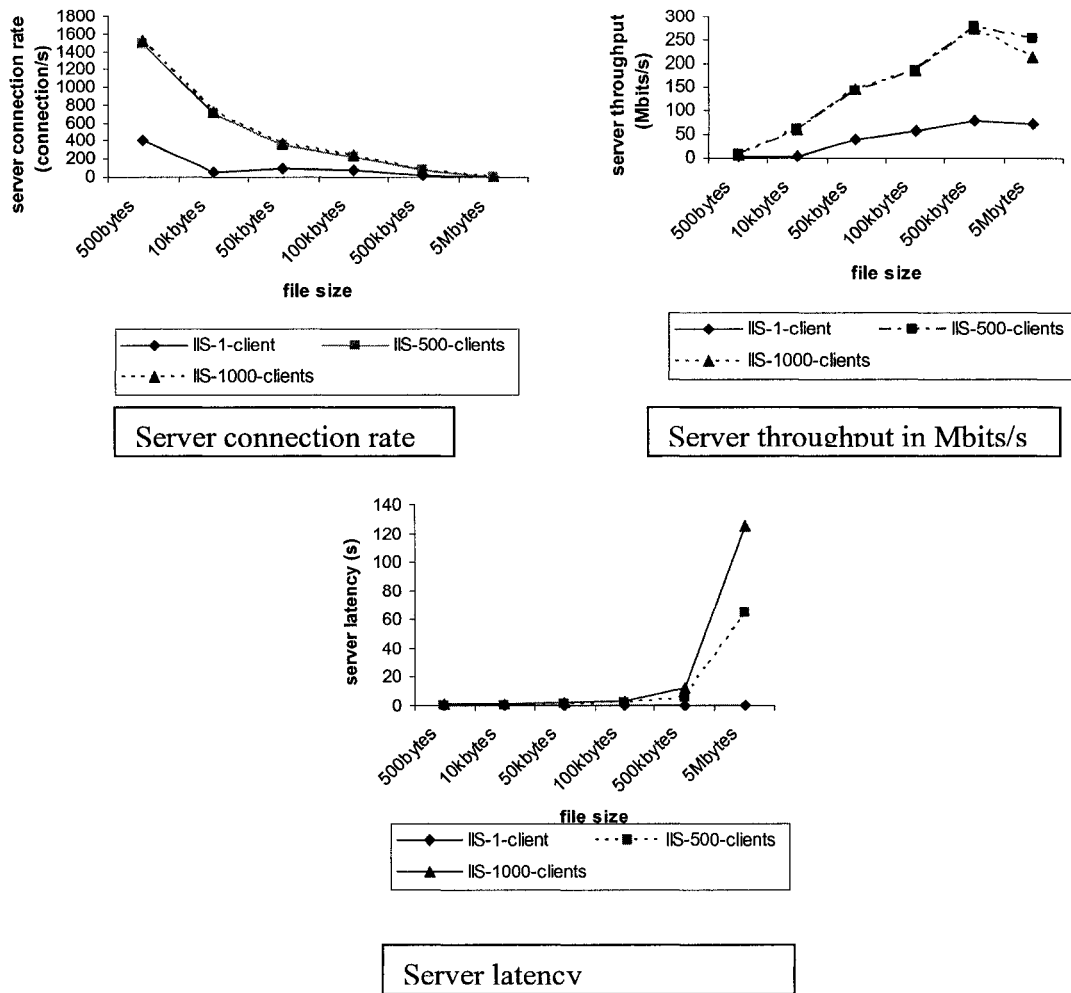 server connection rate
(connection/s)
1800
1600
1400
1200
1000
800
600
400
200
0
500bytes
10kbytes
50kbytes
100kbytes
500kbytes
5Mbytes
file size
IIS-1-client
IIS-500-clients
IIS-1000-clients
Server connection rate
server throughput
(Mbits/s)
300
250
200
150
100
50
0
500bytes
10kbytes
50kbytes
100kbytes
500kbytes
5Mbytes
file size
IIS-1-client
IIS-500-clients
IIS-1000-clients
Server throughput in Mbits/s
server latency (s)
140
120
100
80
60
40
20
0
500bytes
10kbytes
50kbytes
100kbytes
500kbytes
5Mbytes
file size
IIS-1-client
IIS-500-clients
IIS-1000-clients
Server latency